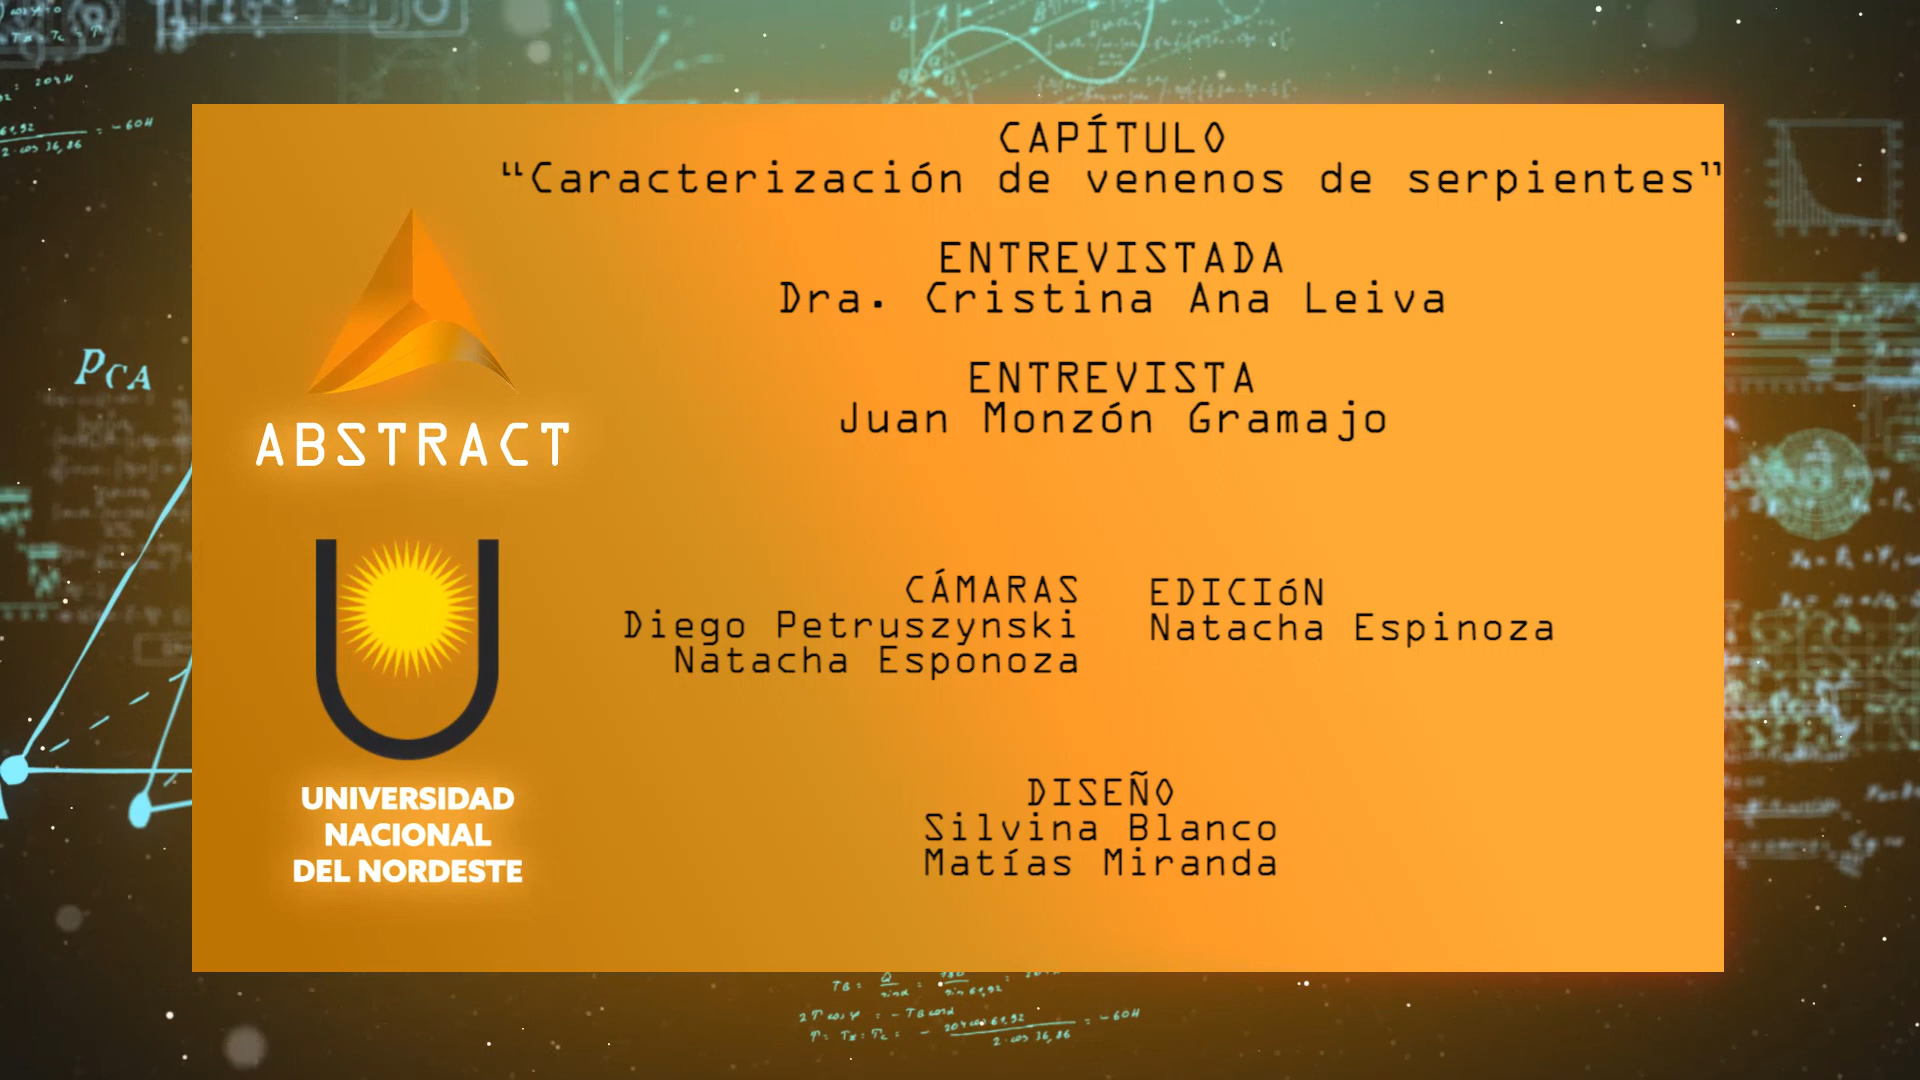 CAPÍTULO
“Caracterización de venenos de serpientes”
ENTREVISTADA
Dra. Cristina Ana Leiva
ENTREVISTA
Juan Monzón Gramajo
ABSTRACT
CÁMARAS
Diego Petruszynski
Natacha Esponoza
EDICIóN
Natacha Espinoza
UNIVERSIDAD
NACIONAL
DEL NORDESTE
DISEÑO
Silvina Blanco
Matías Miranda
PCA